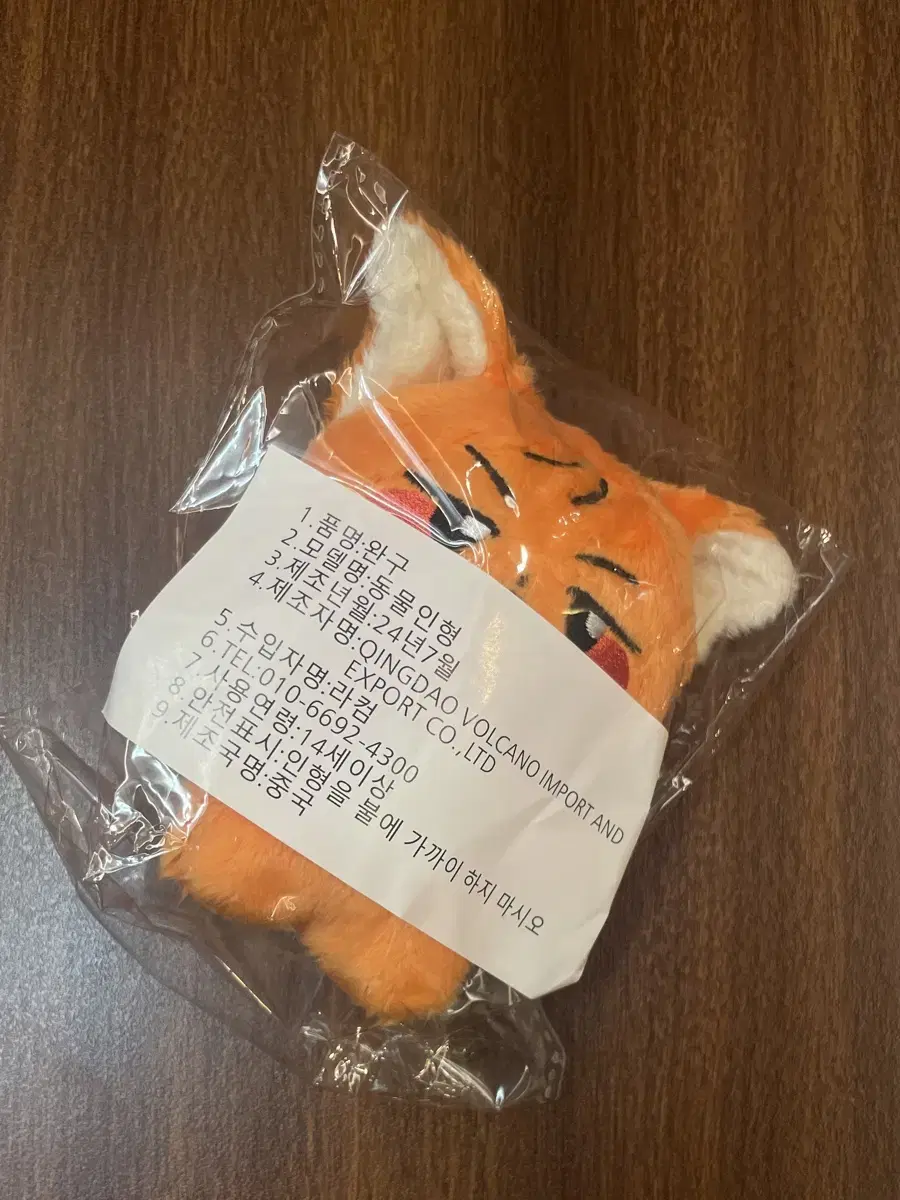 1.품명:완구
2.모델명:동물인형
3.제조년월:24년7월
4.제조자명:QINGDAO VOLCANO IMPORT AND
EXPORT CO.,LTD
5.수입자명:라컴
6.TEL:010-6692-4300
7.사용연령:14세이상
8.안전표시:인형을 불에 가까이 하지 마시오
9.제조국명:중국